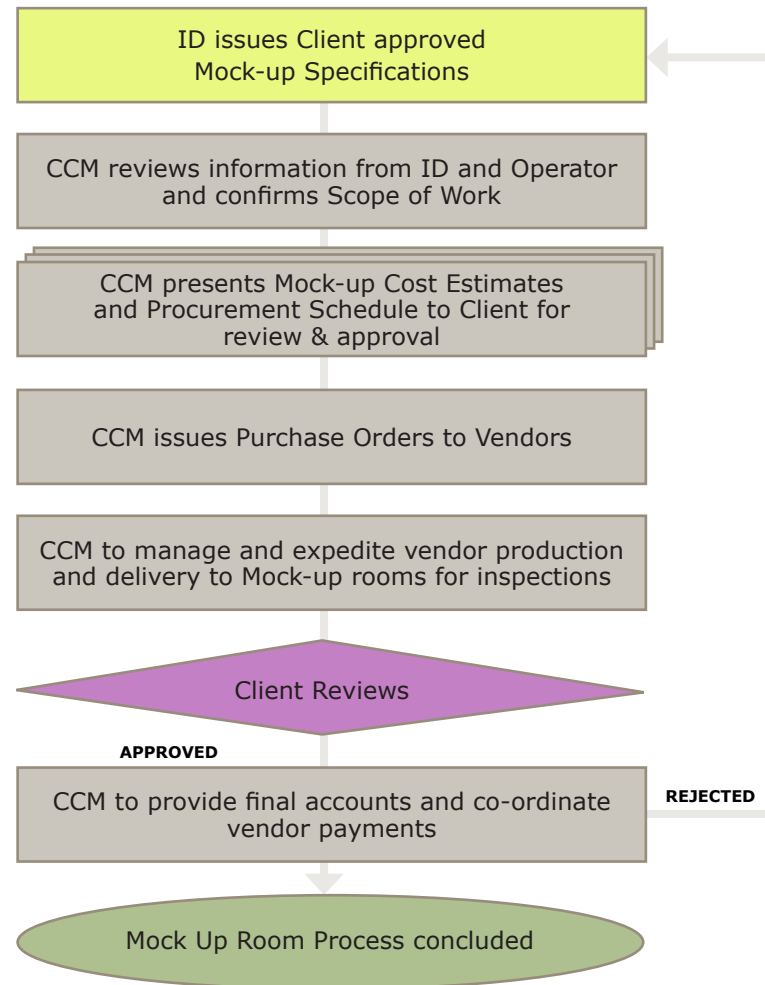 ID issues Client approved
Mock-up Specifications
CCM reviews information from ID and Operator
and confirms Scope of Work
CCM presents Mock-up Cost Estimates
and Procurement Schedule to Client for
review & approval
CCM issues Purchase Orders to Vendors
CCM to manage and expedite vendor production
and delivery to Mock-up rooms for inspections
Client Reviews
APPROVED
CCM to provide final accounts and co-ordinate
vendor payments
REJECTED
Mock Up Room Process concluded